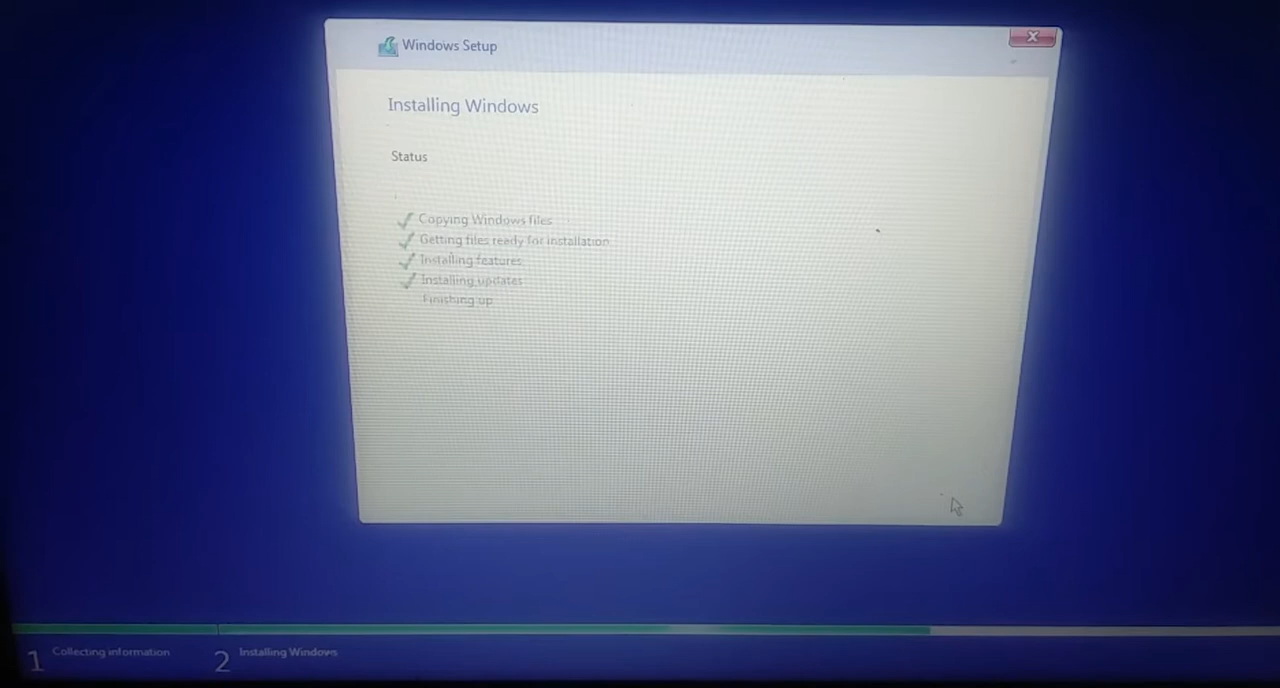 Windows Setup
Installing Windows
Status
Copying Windows files
Getting files ready for installation
Installing features
Installing updates
Finishing up
1 Collecting information
2 Installing Windows